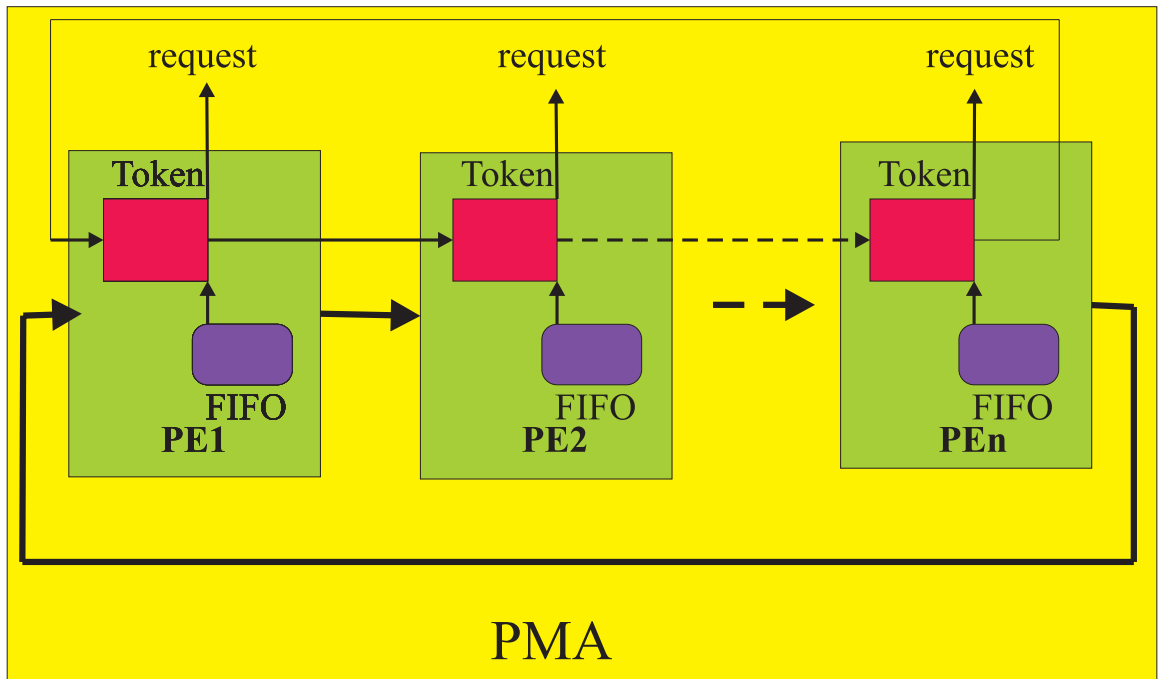 request request request
Token Token Token
FIFO FIFO FIFO
PE1 PE2 PEn
PMA